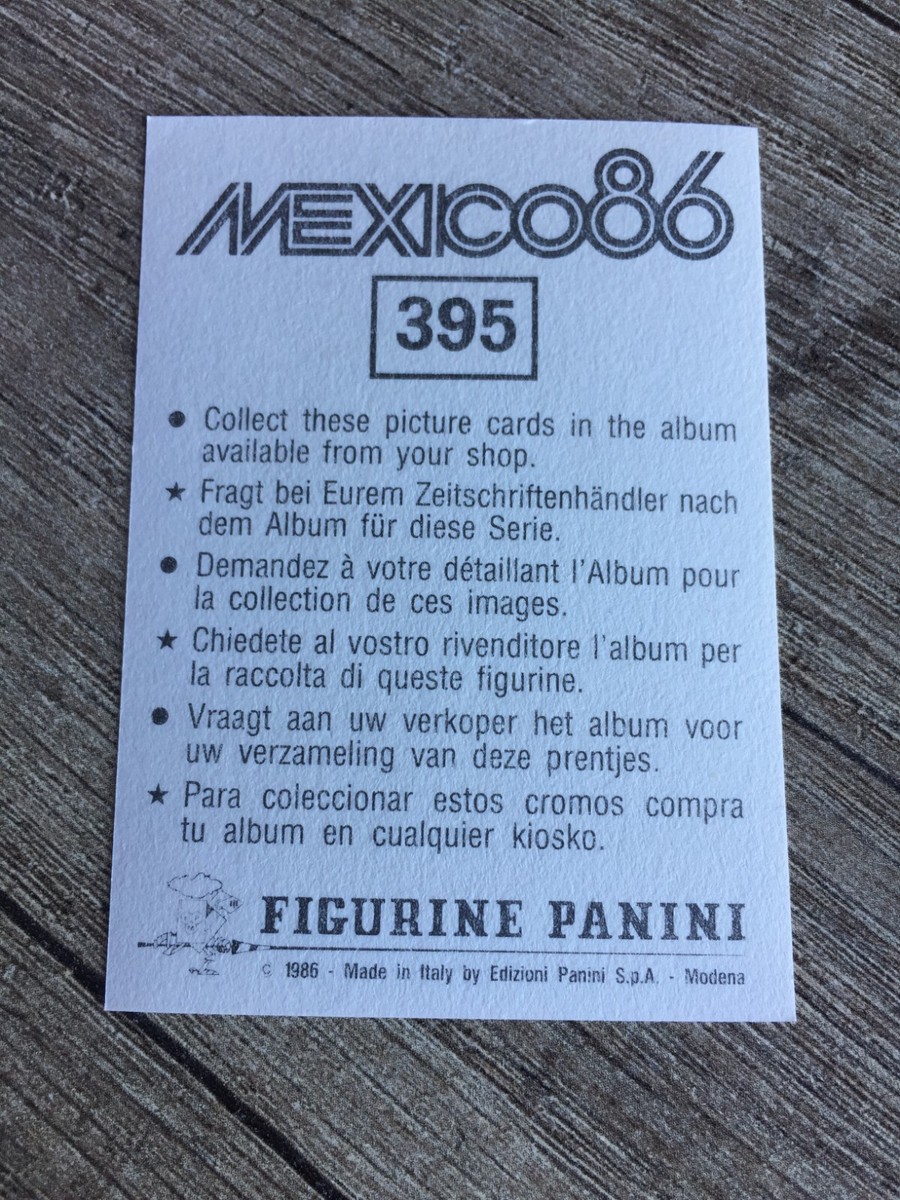 MEXICO86
395
● Collect these picture cards in the album
available from your shop.
★ Fragt bei Eurem Zeitschriftenhändler nach
dem Album für diese Serie.
● Demandez à votre détaillant l'Album pour
la collection de ces images.
★ Chiedete al vostro rivenditore l'album per
la raccolta di queste figurine.
● Vraagt aan uw verkoper het album voor
uw verzameling van deze prentjes.
★ Para coleccionar estos cromos compra
tu album en cualquier kiosko.
FIGURINE PANINI
© 1986 - Made in Italy by Edizioni Panini S.p.A. - Modena